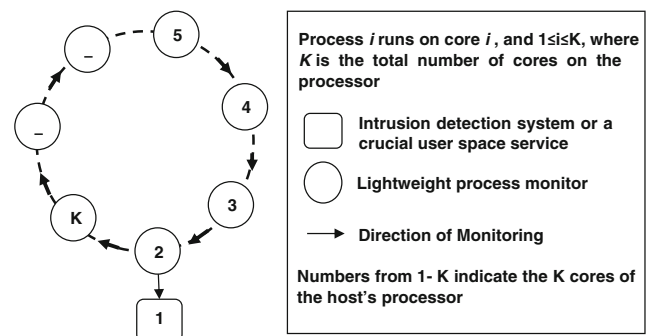 5
–
4
–
3
K
2
1
Process i runs on core i , and 1≤i≤K, where
K is the total number of cores on the
processor
Intrusion detection system or a
crucial user space service
Lightweight process monitor
Direction of Monitoring
Numbers from 1- K indicate the K cores of
the host's processor